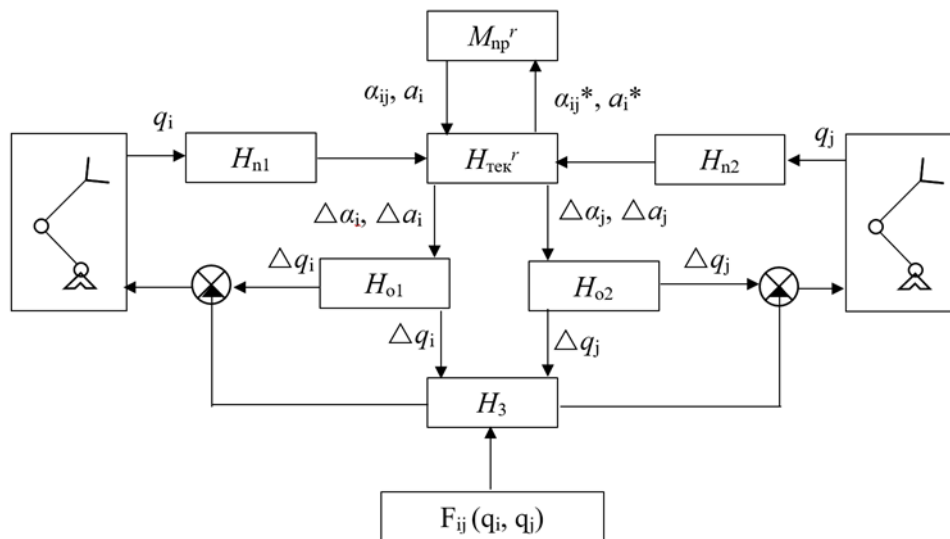 Mпрʳ
αij, ai
αij*, ai*
qi
Hп1
Hтекʳ
Hп2
qj
△αi, △ai
△αj, △aj
△qi
Hо1
Hо2
△qj
△qi
△qj
H3
Fij (qi, qj)